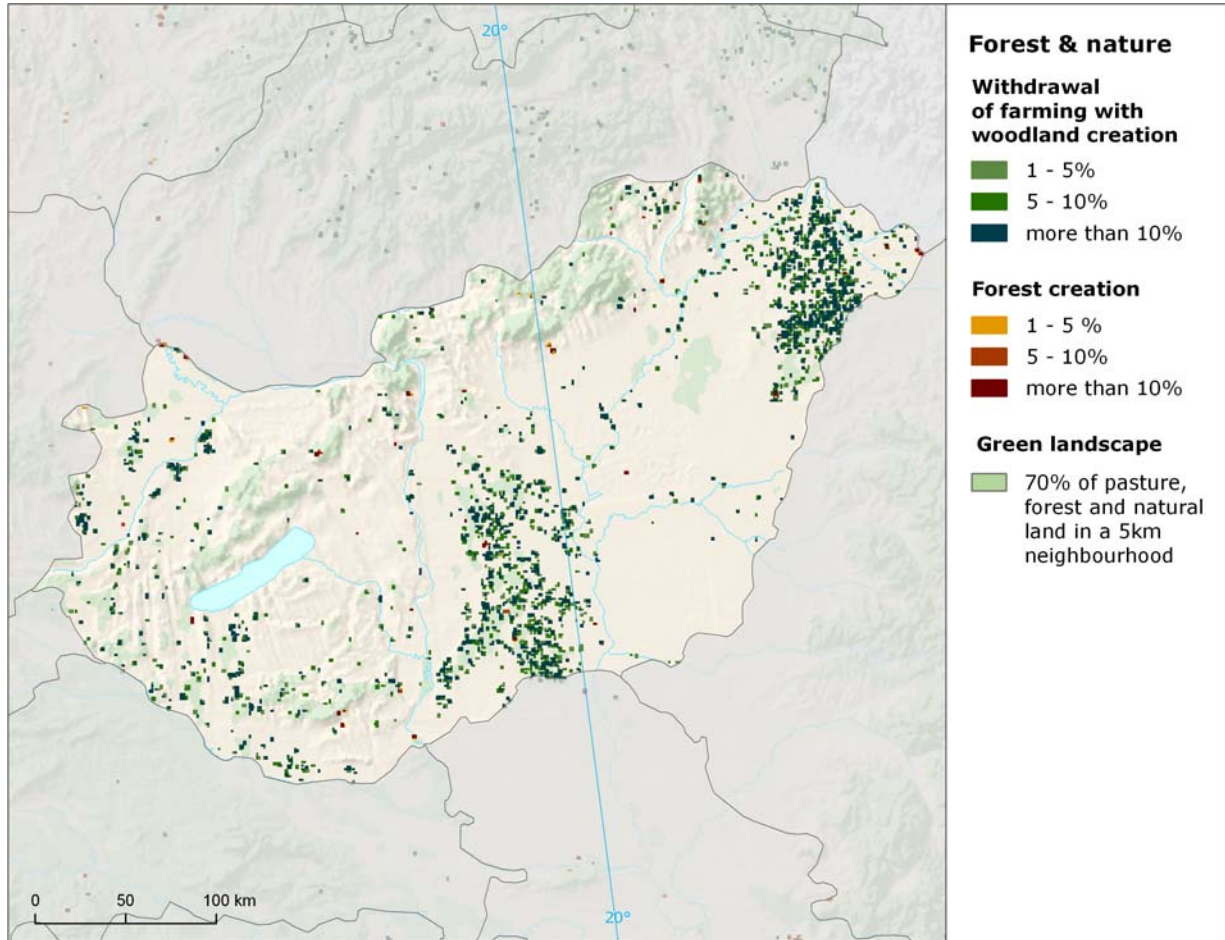 20°
Forest & nature
Withdrawal
of farming with
woodland creation
1 - 5%
5 - 10%
more than 10%
Forest creation
1 - 5 %
5 - 10%
more than 10%
Green landscape
70% of pasture,
forest and natural
land in a 5km
neighbourhood
0 50 100 km
20°